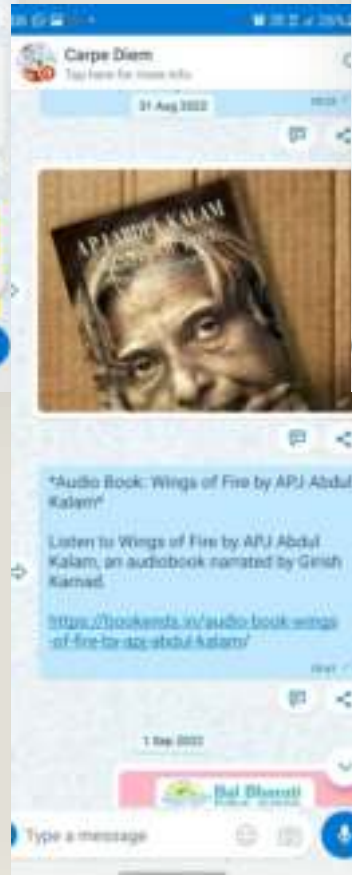 Carpe Diem
Tap here for more info
31 Aug 2022
A P J ABDUL KALAM
*Audio Book: Wings of Fire by APJ Abdul
Kalam*
Listen to Wings of Fire by APJ Abdul
Kalam, an audiobook narrated by Girish
Karnad.
https://bookends.in/audio-book-wings
-of-fire-by-apj-abdul-kalam/
1 Sep 2022
Bal Bharati
PUBLIC SCHOOL
Type a message